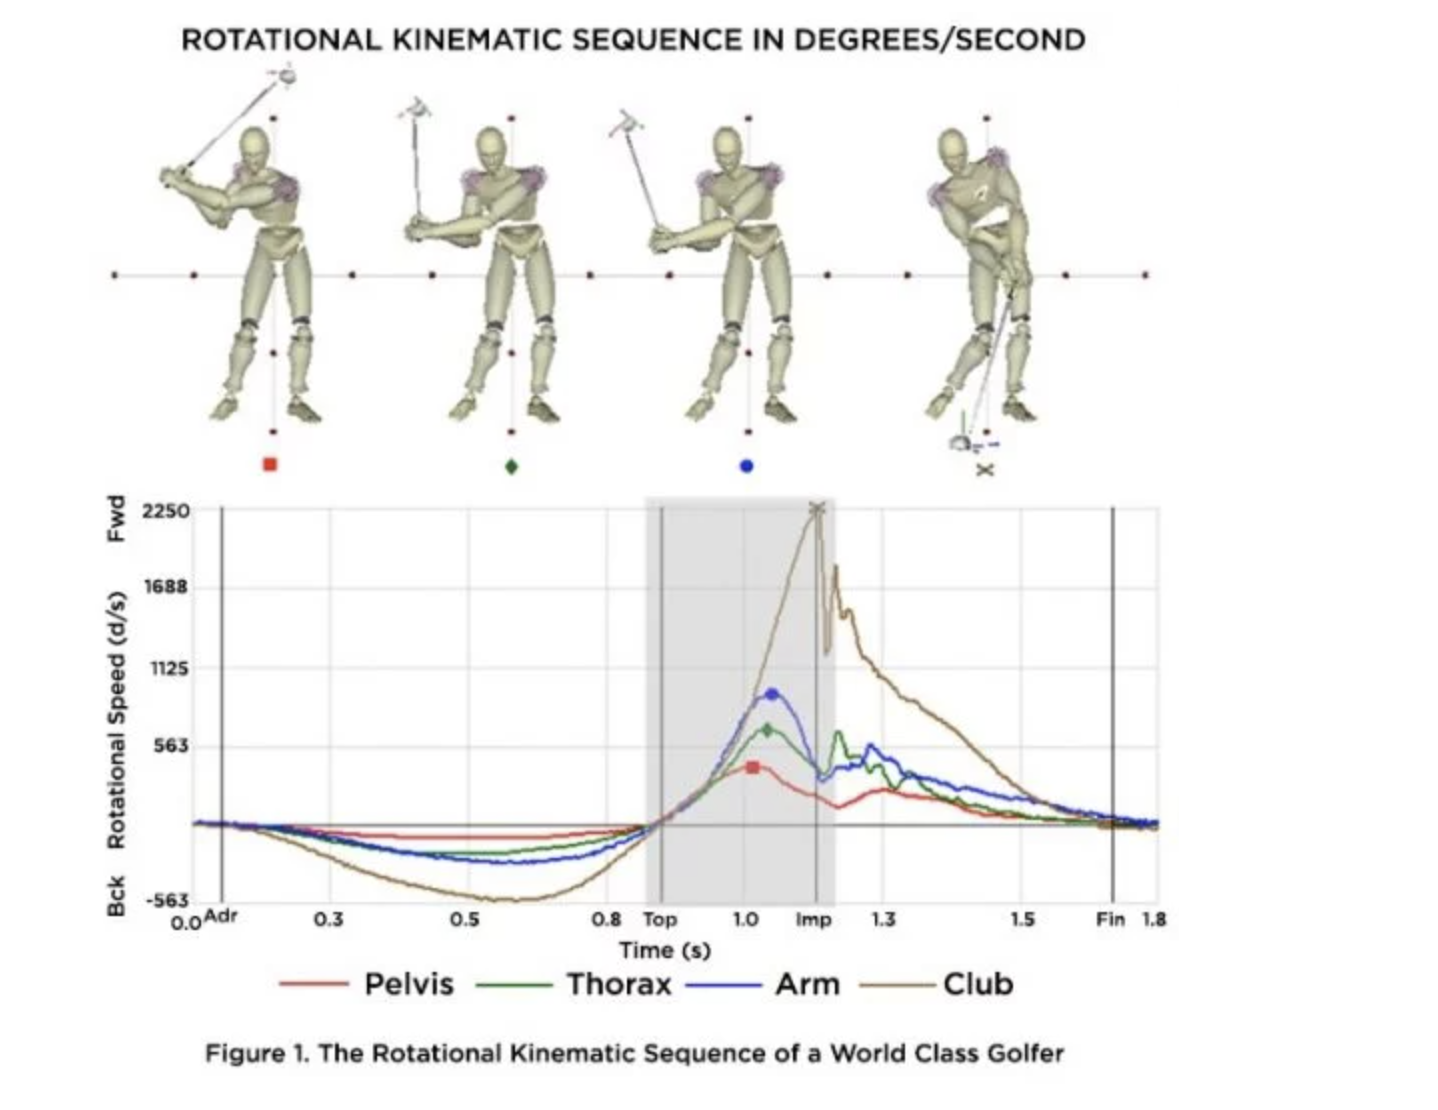 ROTATIONAL KINEMATIC SEQUENCE IN DEGREES/SECOND
Fwd
Rotational Speed (d/s)
Bck
2250
1688
1125
563
-563
0.0 Adr 0.3 0.5 0.8 Top 1.0 Imp 1.3 1.5 Fin 1.8
Time (s)
Pelvis Thorax Arm Club
Figure 1. The Rotational Kinematic Sequence of a World Class Golfer